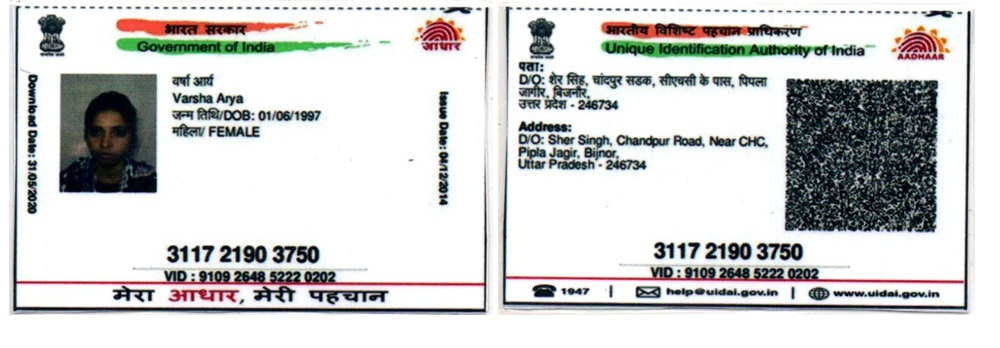 भारत सरकार
Government of India
आधार
Download Date: 31/05/2020
वर्षा आर्य
Varsha Arya
जन्म तिथि/DOB: 01/06/1997
महिला/ FEMALE
Issue Date: 04/12/2014
3117 2190 3750
VID : 9109 2648 5222 0202
मेरा आधार, मेरी पहचान
भारतीय विशिष्ट पहचान प्राधिकरण
Unique Identification Authority of India
AADHAAR
पता:
D/O: शेर सिंह, चांदपुर सडक, सीएचसी के पास, पिपला
जागीर, बिजनौर,
उत्तर प्रदेश - 246734
Address:
D/O: Sher Singh, Chandpur Road, Near CHC,
Pipla Jagir, Bijnor,
Uttar Pradesh - 246734
3117 2190 3750
VID : 9109 2648 5222 0202
1947 | help@uidai.gov.in | www.uidai.gov.in